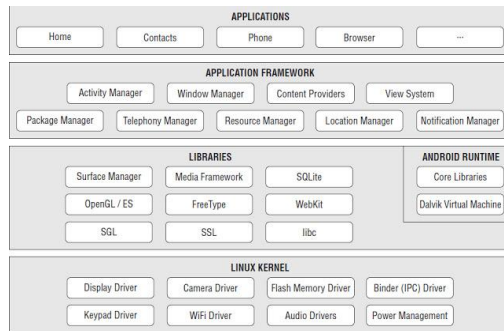 APPLICATIONS
Home Contacts Phone Browser ...
APPLICATION FRAMEWORK
Activity Manager Window Manager Content Providers View System
Package Manager Telephony Manager Resource Manager Location Manager Notification Manager
LIBRARIES
Surface Manager Media Framework SQLite
OpenGL / ES FreeType WebKit
SGL SSL libc
ANDROID RUNTIME
Core Libraries
Dalvik Virtual Machine
LINUX KERNEL
Display Driver Camera Driver Flash Memory Driver Binder (IPC) Driver
Keypad Driver WiFi Driver Audio Drivers Power Management